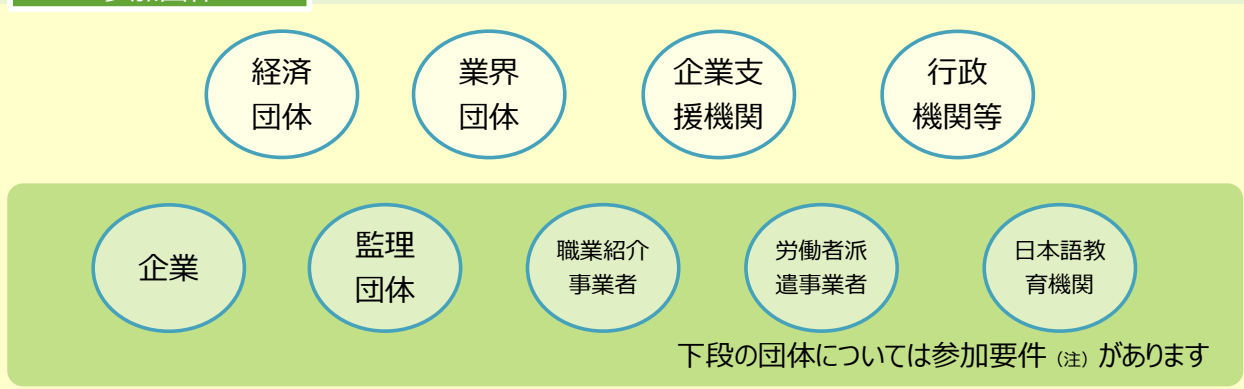 経済
団体
業界
団体
企業支
援機関
行政
機関等
企業
監理
団体
職業紹介
事業者
労働者派
遣事業者
日本語教
育機関
下段の団体については参加要件(注)があります